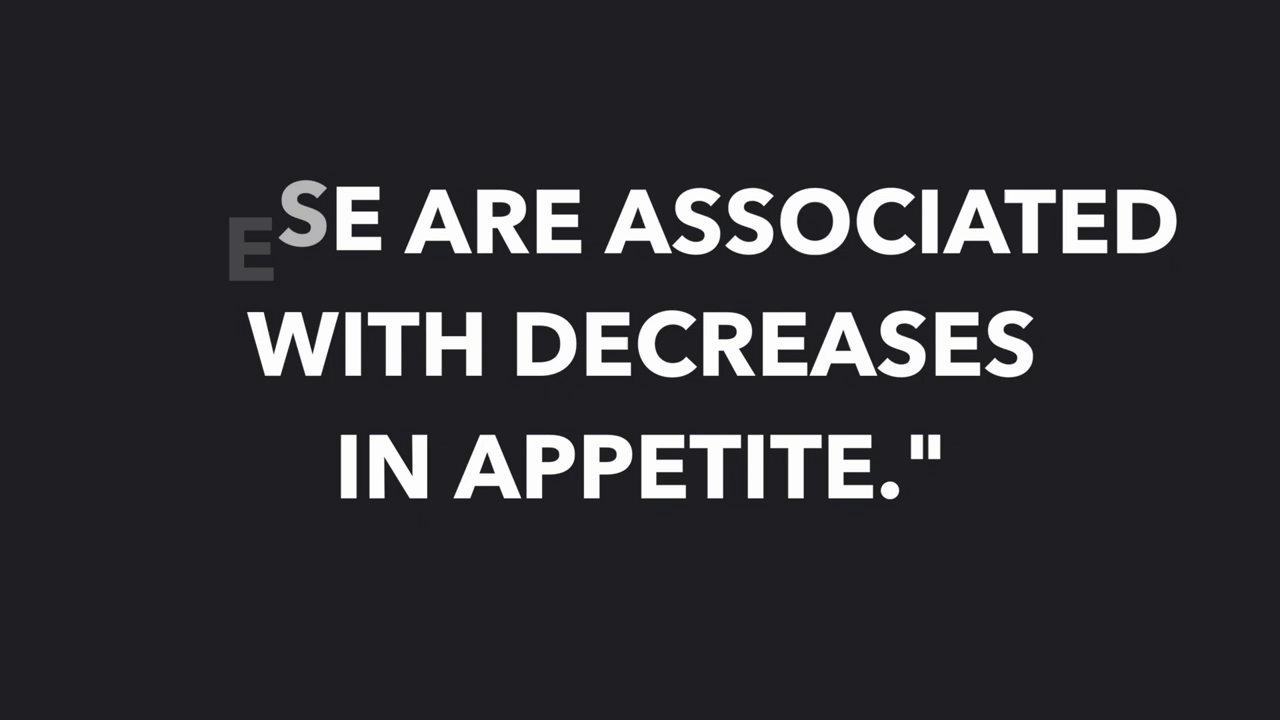 ESE ARE ASSOCIATED
WITH DECREASES
IN APPETITE."